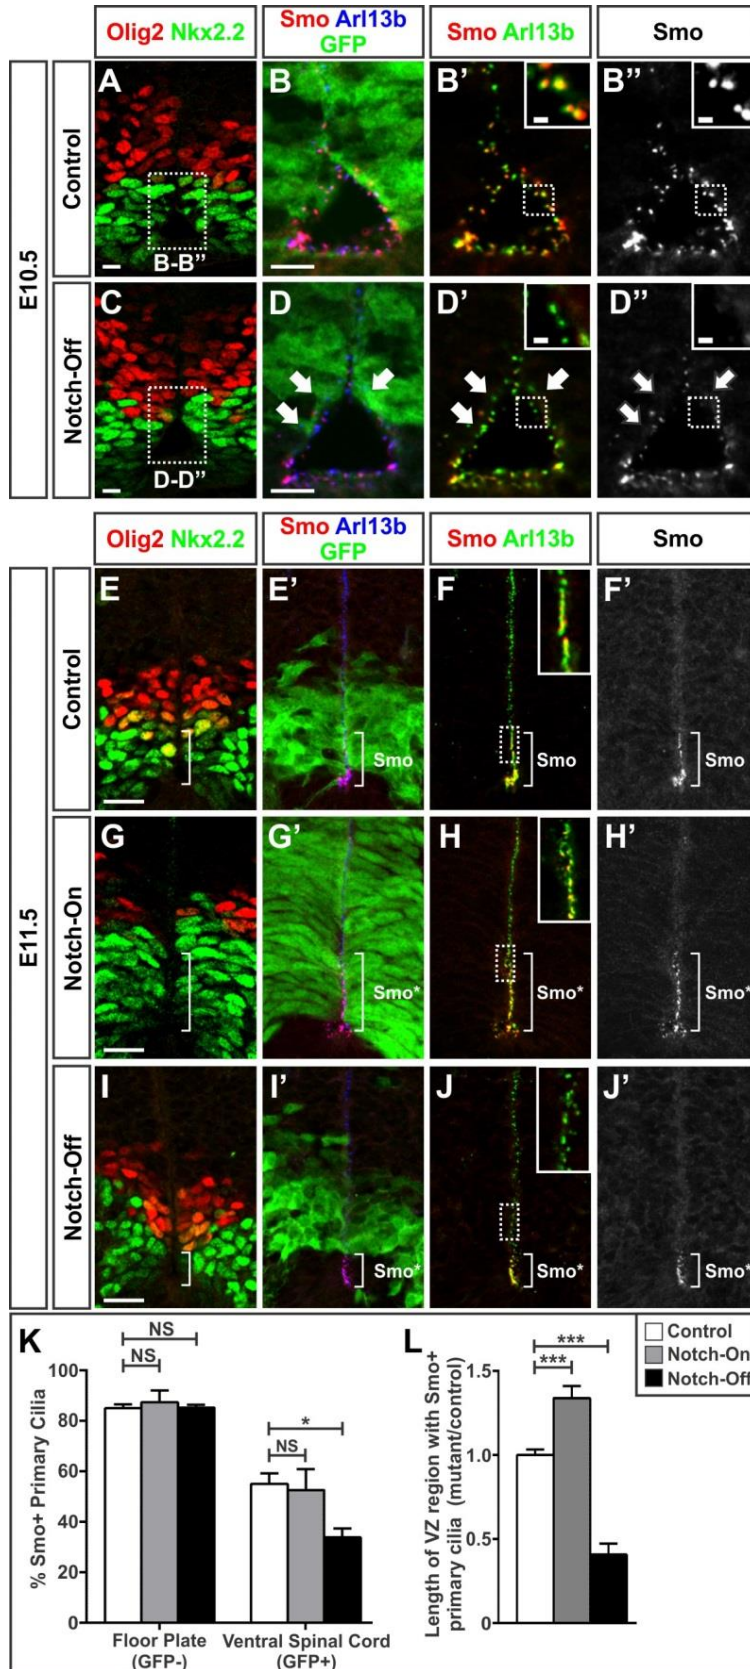 Olig2 Nkx2.2
Smo Arl13b
GFP
Smo Arl13b
Smo
E10.5
Control
A
B-B”
B
B’
B”
Notch-Off
C
D-D”
D
D’
D”
Olig2 Nkx2.2
Smo Arl13b
GFP
Smo Arl13b
Smo
E11.5
Control
E
E’
Smo
F
Smo
F’
Notch-On
G
G’
Smo*
H
Smo*
H’
Notch-Off
I
I’
Smo*
J
Smo*
J’
K
% Smo+ Primary Cilia
100
80
60
40
20
0
NS
NS
*
NS
Floor Plate
(GFP-)
Ventral Spinal Cord
(GFP+)
L
Length of VZ region with Smo+
primary cilia (mutant/control)
1.5
1.0
0.5
0
***
***
Control
Notch-On
Notch-Off